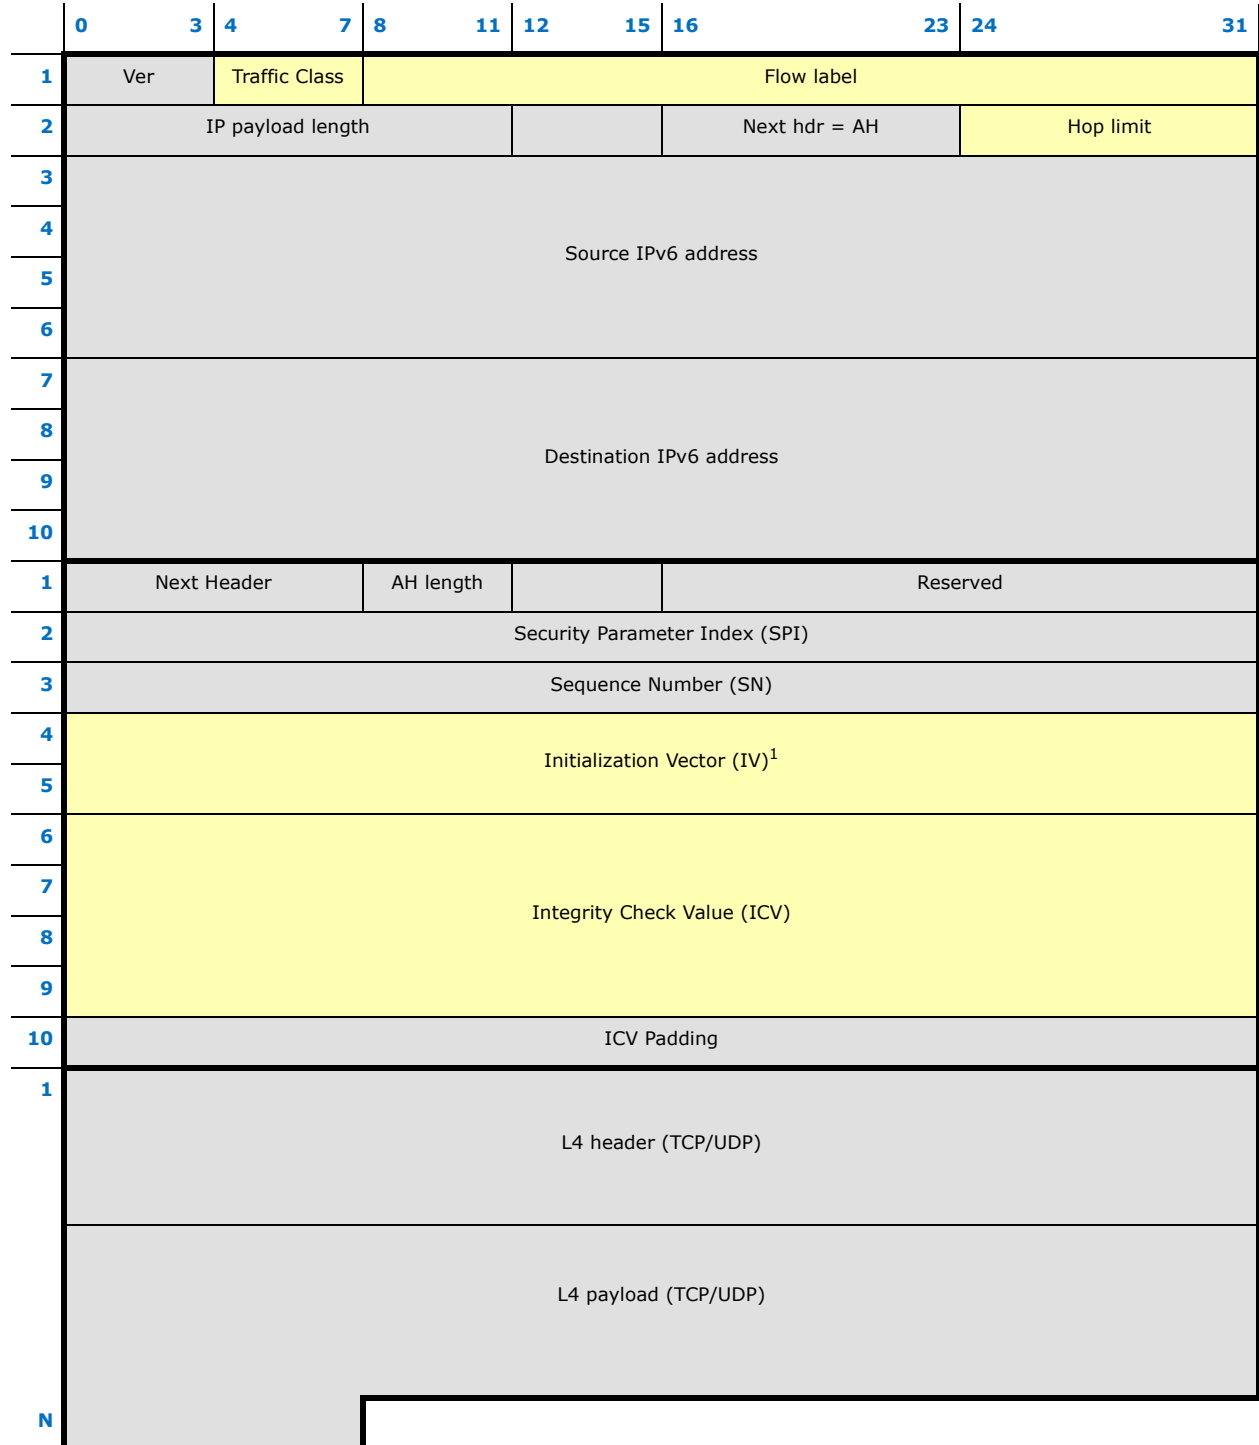 0 3 4 7 8 11 12 15 16 23 24 31
1 Ver Traffic Class Flow label
2 IP payload length Next hdr = AH Hop limit
3
4
Source IPv6 address
5
6
7
8
Destination IPv6 address
9
10
1 Next Header AH length Reserved
2 Security Parameter Index (SPI)
3 Sequence Number (SN)
4
Initialization Vector (IV)1
5
6
7
Integrity Check Value (ICV)
8
9
10 ICV Padding
1
L4 header (TCP/UDP)
L4 payload (TCP/UDP)
N